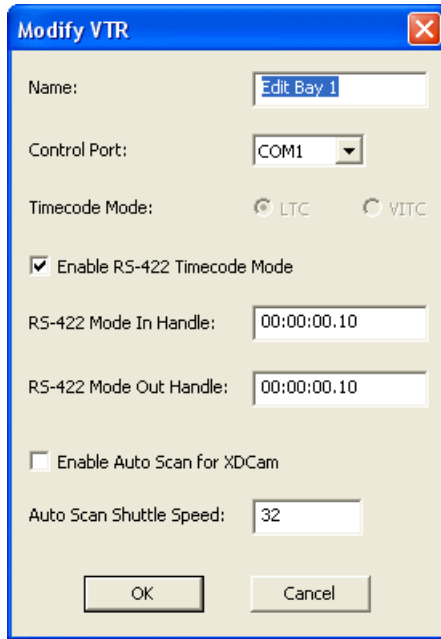 Modify VTR
Name: Edit Bay 1
Control Port: COM1
Timecode Mode: LTC VITC
Enable RS-422 Timecode Mode
RS-422 Mode In Handle: 00:00:00.10
RS-422 Mode Out Handle: 00:00:00.10
Enable Auto Scan for XDCam
Auto Scan Shuttle Speed: 32
OK Cancel